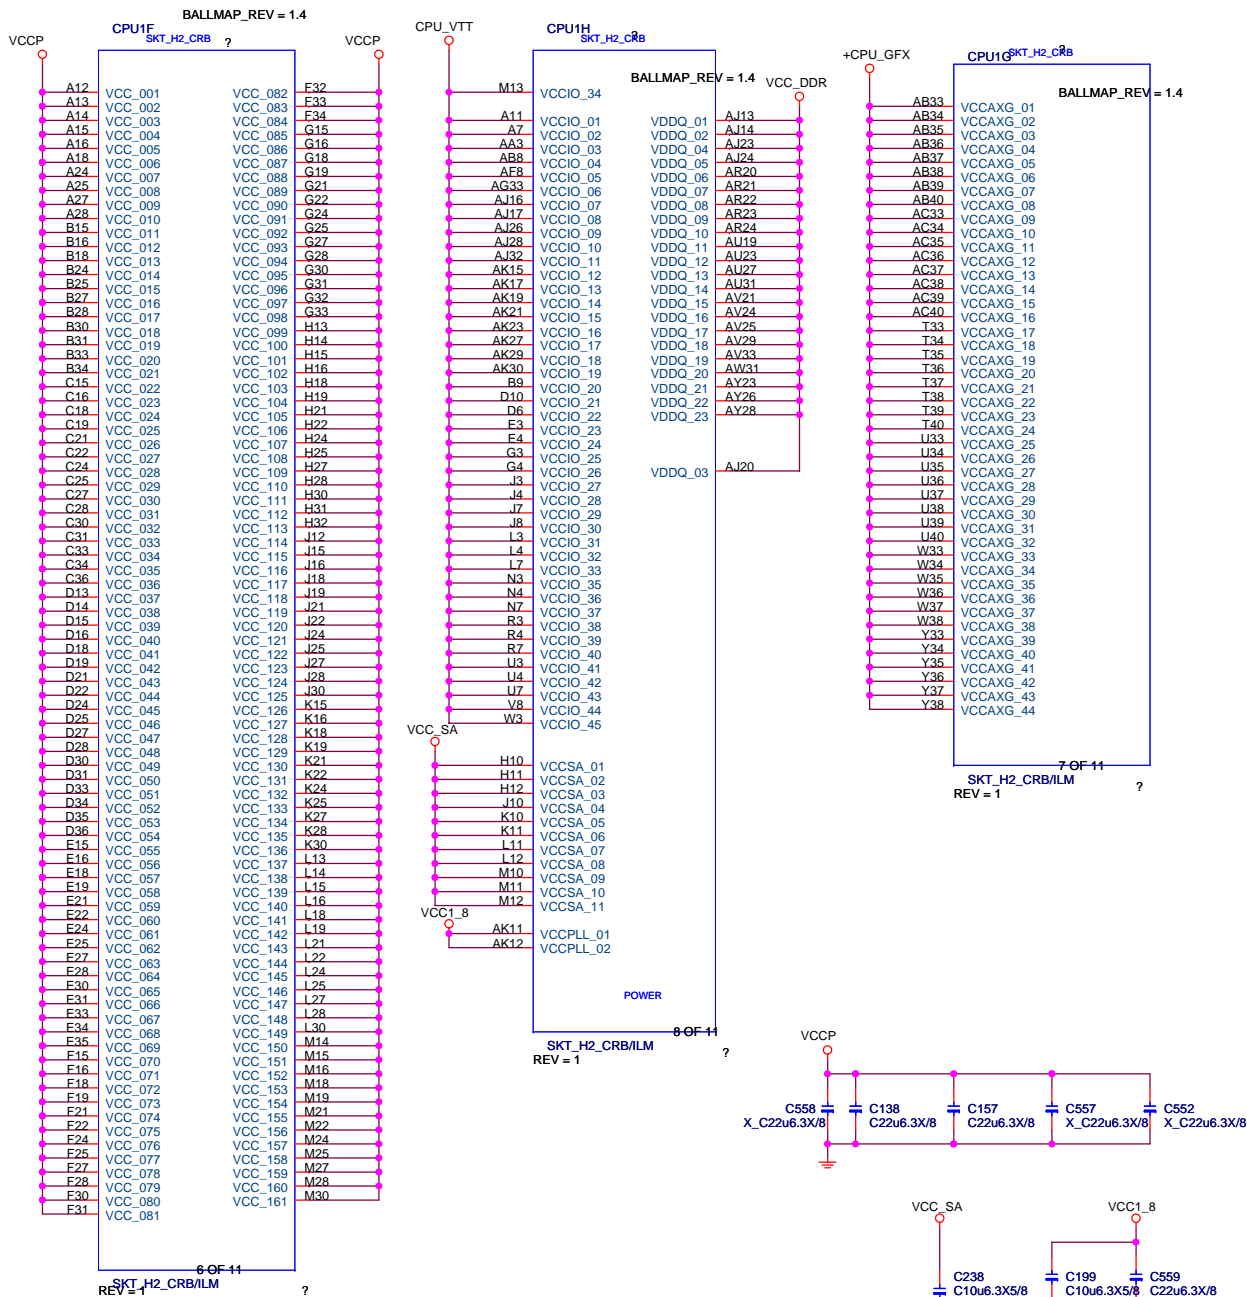 BALLMAP_REV = 1.4
CPU1F
SKT_H2_CRB
?
VCCP
VCCP
A12 VCC_001 VCC_082 F32
A13 VCC_002 VCC_083 F33
A14 VCC_003 VCC_084 F34
A15 VCC_004 VCC_085 G15
A16 VCC_005 VCC_086 G16
A18 VCC_006 VCC_087 G18
A24 VCC_007 VCC_088 G19
A25 VCC_008 VCC_089 G21
A27 VCC_009 VCC_090 G22
A28 VCC_010 VCC_091 G24
B15 VCC_011 VCC_092 G25
B16 VCC_012 VCC_093 G27
B18 VCC_013 VCC_094 G28
B24 VCC_014 VCC_095 G30
B25 VCC_015 VCC_096 G31
B27 VCC_016 VCC_097 G32
B28 VCC_017 VCC_098 G33
B30 VCC_018 VCC_099 H13
B31 VCC_019 VCC_100 H14
B33 VCC_020 VCC_101 H15
B34 VCC_021 VCC_102 H16
C15 VCC_022 VCC_103 H18
C16 VCC_023 VCC_104 H19
C18 VCC_024 VCC_105 H21
C19 VCC_025 VCC_106 H22
C21 VCC_026 VCC_107 H24
C22 VCC_027 VCC_108 H25
C24 VCC_028 VCC_109 H27
C25 VCC_029 VCC_110 H28
C27 VCC_030 VCC_111 H30
C28 VCC_031 VCC_112 H31
C30 VCC_032 VCC_113 H32
C31 VCC_033 VCC_114 J12
C33 VCC_034 VCC_115 J15
C34 VCC_035 VCC_116 J16
C36 VCC_036 VCC_117 J18
D13 VCC_037 VCC_118 J19
D14 VCC_038 VCC_119 J21
D15 VCC_039 VCC_120 J22
D16 VCC_040 VCC_121 J24
D18 VCC_041 VCC_122 J25
D19 VCC_042 VCC_123 J27
D21 VCC_043 VCC_124 J28
D22 VCC_044 VCC_125 J30
D24 VCC_045 VCC_126 K15
D25 VCC_046 VCC_127 K16
D27 VCC_047 VCC_128 K18
D28 VCC_048 VCC_129 K19
D30 VCC_049 VCC_130 K21
D31 VCC_050 VCC_131 K22
D33 VCC_051 VCC_132 K24
D34 VCC_052 VCC_133 K25
D35 VCC_053 VCC_134 K27
D36 VCC_054 VCC_135 K28
E15 VCC_055 VCC_136 K30
E16 VCC_056 VCC_137 L13
E18 VCC_057 VCC_138 L14
E19 VCC_058 VCC_139 L15
E21 VCC_059 VCC_140 L16
E22 VCC_060 VCC_141 L18
E24 VCC_061 VCC_142 L19
E25 VCC_062 VCC_143 L21
E27 VCC_063 VCC_144 L22
E28 VCC_064 VCC_145 L24
E30 VCC_065 VCC_146 L25
E31 VCC_066 VCC_147 L27
E33 VCC_067 VCC_148 L28
E34 VCC_068 VCC_149 L30
E35 VCC_069 VCC_150 M14
F15 VCC_070 VCC_151 M15
F16 VCC_071 VCC_152 M16
F18 VCC_072 VCC_153 M18
F19 VCC_073 VCC_154 M19
F21 VCC_074 VCC_155 M21
F22 VCC_075 VCC_156 M22
F24 VCC_076 VCC_157 M24
F25 VCC_077 VCC_158 M25
F27 VCC_078 VCC_159 M27
F28 VCC_079 VCC_160 M28
F30 VCC_080 VCC_161 M30
F31 VCC_081
6 OF 11
SKT_H2_CRB/ILM
REV = 1
?
CPU_VTT
CPU1H
SKT_H2_CRB
?
BALLMAP_REV = 1.4
VCC_DDR
M13 VCCIO_34
A11 VCCIO_01 VDDQ_01 AJ13
A7 VCCIO_02 VDDQ_02 AJ14
AA3 VCCIO_03 VDDQ_04 AJ23
AB8 VCCIO_04 VDDQ_05 AJ24
AF8 VCCIO_05 VDDQ_06 AR20
AG33 VCCIO_06 VDDQ_07 AR21
AJ16 VCCIO_07 VDDQ_08 AR22
AJ17 VCCIO_08 VDDQ_09 AR23
AJ26 VCCIO_09 VDDQ_10 AR24
AJ28 VCCIO_10 VDDQ_11 AU19
AJ32 VCCIO_11 VDDQ_12 AU23
AK15 VCCIO_12 VDDQ_13 AU27
AK17 VCCIO_13 VDDQ_14 AU31
AK19 VCCIO_14 VDDQ_15 AV21
AK21 VCCIO_15 VDDQ_16 AV24
AK23 VCCIO_16 VDDQ_17 AV25
AK27 VCCIO_17 VDDQ_18 AV29
AK29 VCCIO_18 VDDQ_19 AV33
AK30 VCCIO_19 VDDQ_20 AW31
B9 VCCIO_20 VDDQ_21 AY23
D10 VCCIO_21 VDDQ_22 AY26
D6 VCCIO_22 VDDQ_23 AY28
E3 VCCIO_23
E4 VCCIO_24
G3 VCCIO_25
G4 VCCIO_26 VDDQ_03 AJ20
J3 VCCIO_27
J4 VCCIO_28
J7 VCCIO_29
J8 VCCIO_30
L3 VCCIO_31
L4 VCCIO_32
L7 VCCIO_33
N3 VCCIO_35
N4 VCCIO_36
N7 VCCIO_37
R3 VCCIO_38
R4 VCCIO_39
R7 VCCIO_40
U3 VCCIO_41
U4 VCCIO_42
U7 VCCIO_43
V8 VCCIO_44
W3 VCCIO_45
VCC_SA
H10 VCCSA_01
H11 VCCSA_02
H12 VCCSA_03
J10 VCCSA_04
K10 VCCSA_05
K11 VCCSA_06
L11 VCCSA_07
L12 VCCSA_08
M10 VCCSA_09
M11 VCCSA_10
M12 VCCSA_11
VCC1_8
AK11 VCCPLL_01
AK12 VCCPLL_02
POWER
8 OF 11
SKT_H2_CRB/ILM
REV = 1
?
+CPU_GFX
CPU1G
SKT_H2_CRB
?
BALLMAP_REV = 1.4
AB33 VCCAXG_01
AB34 VCCAXG_02
AB35 VCCAXG_03
AB36 VCCAXG_04
AB37 VCCAXG_05
AB38 VCCAXG_06
AB39 VCCAXG_07
AB40 VCCAXG_08
AC33 VCCAXG_09
AC34 VCCAXG_10
AC35 VCCAXG_11
AC36 VCCAXG_12
AC37 VCCAXG_13
AC38 VCCAXG_14
AC39 VCCAXG_15
AC40 VCCAXG_16
T33 VCCAXG_17
T34 VCCAXG_18
T35 VCCAXG_19
T36 VCCAXG_20
T37 VCCAXG_21
T38 VCCAXG_22
T39 VCCAXG_23
T40 VCCAXG_24
U33 VCCAXG_25
U34 VCCAXG_26
U35 VCCAXG_27
U36 VCCAXG_28
U37 VCCAXG_29
U38 VCCAXG_30
U39 VCCAXG_31
U40 VCCAXG_32
W33 VCCAXG_33
W34 VCCAXG_34
W35 VCCAXG_35
W36 VCCAXG_36
W37 VCCAXG_37
W38 VCCAXG_38
Y33 VCCAXG_39
Y34 VCCAXG_40
Y35 VCCAXG_41
Y36 VCCAXG_42
Y37 VCCAXG_43
Y38 VCCAXG_44
7 OF 11
SKT_H2_CRB/ILM
REV = 1
?
VCCP
C558 C138 C157 C557 C552
X_C22u6.3X/8 C22u6.3X/8 C22u6.3X/8 X_C22u6.3X/8 X_C22u6.3X/8
VCC_SA VCC1_8
C238 C199 C559
C10u6.3X5/8 C10u6.3X5/8 C22u6.3X/8